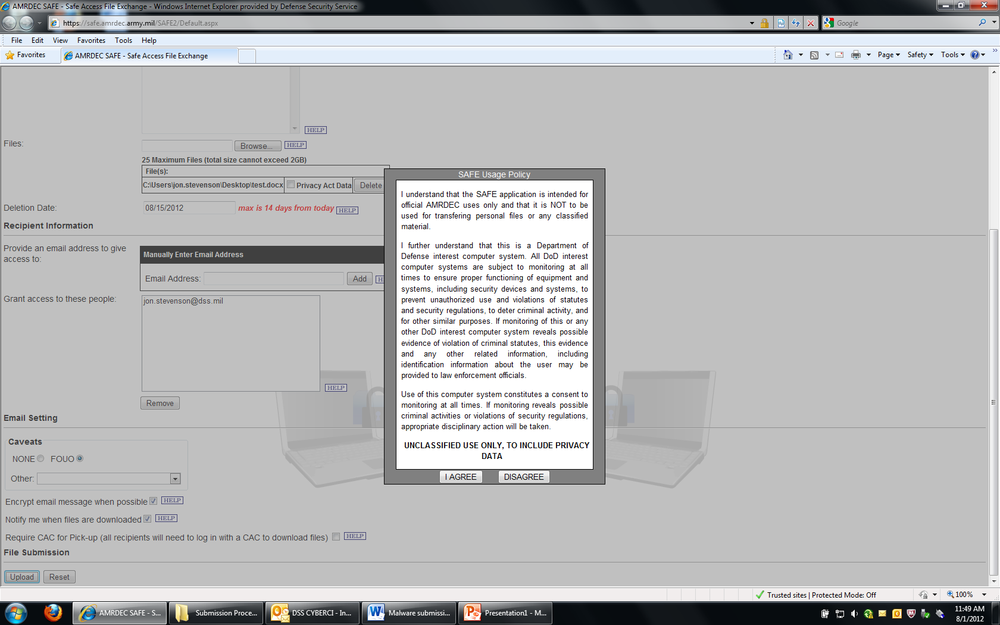 AMRDEC SAFE - Safe Access File Exchange - Windows Internet Explorer provided by Defense Security Service
https://safe.amrdec.army.mil/SAFE2/Default.aspx
Google
File Edit View Favorites Tools Help
Favorites
AMRDEC SAFE - Safe Access File Exchange
Page Safety Tools
HELP
Files:
Browse... HELP
25 Maximum Files (total size cannot exceed 2GB)
File(s):
C:\Users\jon.stevenson\Desktop\test.docx Privacy Act Data Delete
Deletion Date: 08/15/2012 max is 14 days from today HELP
Recipient Information
Provide an email address to give
access to:
Manually Enter Email Address
Email Address: Add
Grant access to these people:
jon.stevenson@dss.mil
HELP
Remove
Email Setting
Caveats
NONE FOUO
Other:
Encrypt email message when possible HELP
Notify me when files are downloaded HELP
Require CAC for Pick-up (all recipients will need to log in with a CAC to download files) HELP
File Submission
Upload Reset
SAFE Usage Policy
I understand that the SAFE application is intended for
official AMRDEC uses only and that it is NOT to be
used for transfering personal files or any classified
material.
I further understand that this is a Department of
Defense interest computer system. All DoD interest
computer systems are subject to monitoring at all
times to ensure proper functioning of equipment and
systems, including security devices and systems, to
prevent unauthorized use and violations of statutes
and security regulations, to deter criminal activity, and
for other similar purposes. If monitoring of this or any
other DoD interest computer system reveals possible
evidence of violation of criminal statutes, this evidence
and any other related information, including
identification information about the user may be
provided to law enforcement officials.
Use of this computer system constitutes a consent to
monitoring at all times. If monitoring reveals possible
criminal activities or violations of security regulations,
appropriate disciplinary action will be taken.
UNCLASSIFIED USE ONLY, TO INCLUDE PRIVACY
DATA
I AGREE DISAGREE
Trusted sites | Protected Mode: Off
100%
AMRDEC SAFE - S...
Submission Proce...
DSS CYBERCI - In...
Malware submissi...
Presentation1 - M...
11:49 AM
8/1/2012